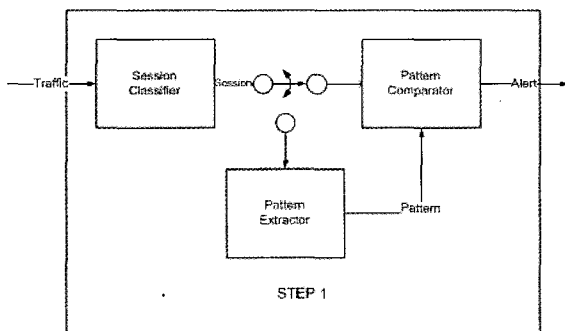 Traffic
Session
Classifier
Session
Pattern
Comparator
Alert
Pattern
Extractor
Pattern
STEP 1